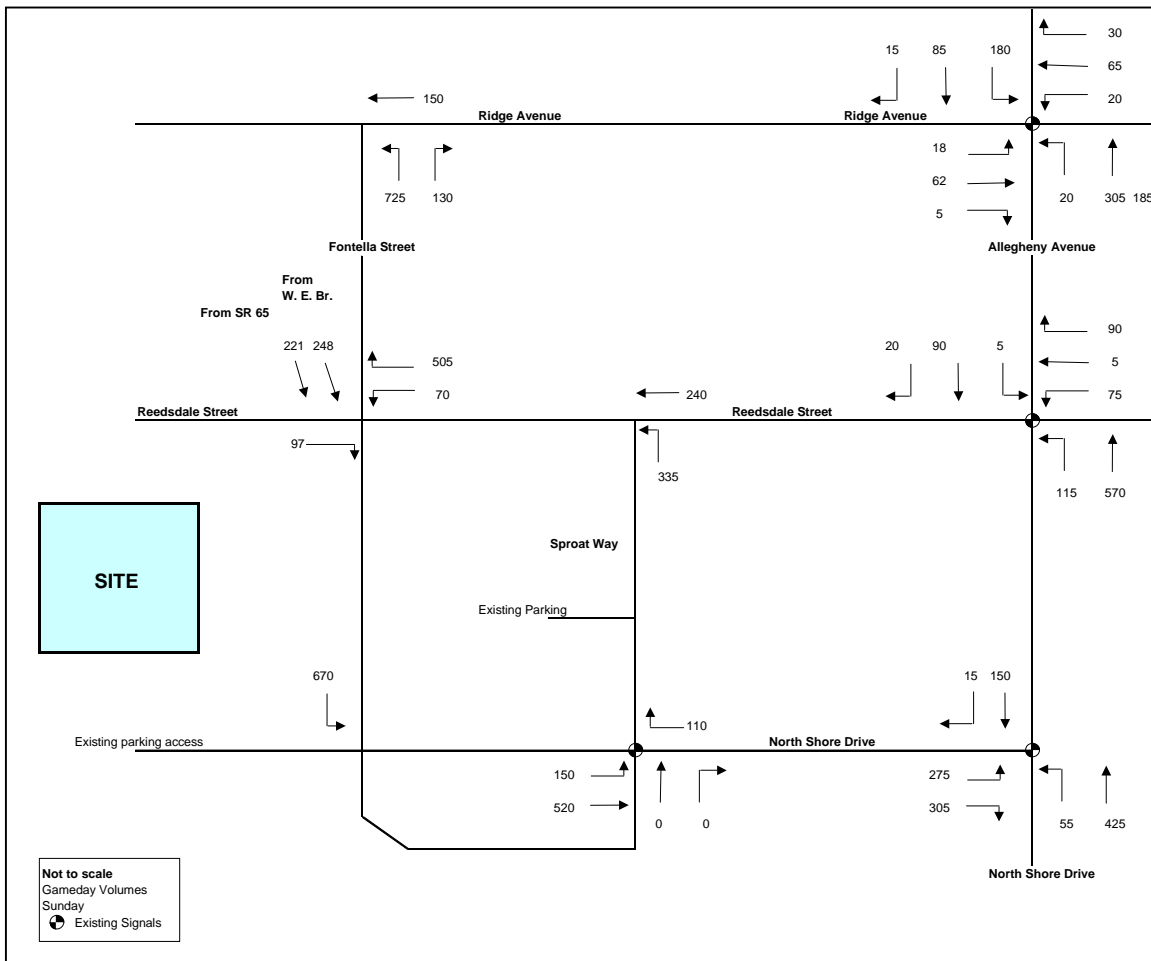 30
15 85 180
65
150
20
Ridge Avenue
Ridge Avenue
18
62
5
725 130
20 305 185
Fontella Street
Allegheny Avenue
From
W. E. Br.
From SR 65
221 248
505
70
20 90 5
90
5
75
240
Reedsdale Street
Reedsdale Street
97
335
115 570
Sproat Way
SITE
Existing Parking
670
15 150
110
Existing parking access
North Shore Drive
150
520
0 0
275
305
55 425
Not to scale
Gameday Volumes
Sunday
Existing Signals
North Shore Drive